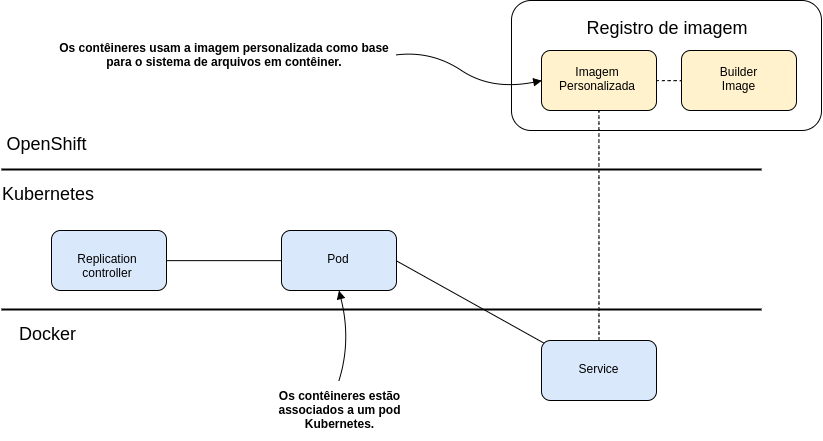 Registro de imagem
Os contêineres usam a imagem personalizada como base
para o sistema de arquivos em contêiner.
Imagem
Personalizada
Builder
Image
OpenShift
Kubernetes
Replication
controller
Pod
Docker
Service
Os contêineres estão
associados a um pod
Kubernetes.